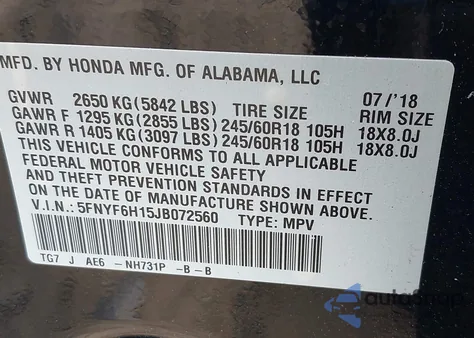 MFD. BY HONDA MFG. OF ALABAMA, LLC
07/'18
GVWR 2650 KG (5842 LBS) TIRE SIZE RIM SIZE
GAWR F 1295 KG (2855 LBS) 245/60R18 105H 18X8.0J
GAWR R 1405 KG (3097 LBS) 245/60R18 105H 18X8.0J
THIS VEHICLE CONFORMS TO ALL APPLICABLE
FEDERAL MOTOR VEHICLE SAFETY
AND THEFT PREVENTION STANDARDS IN EFFECT
ON THE DATE OF MANUFACTURE SHOWN ABOVE.
V.I.N.: 5FNYF6H15JB072560 TYPE: MPV
TG7 J AE6 -NH731P -B -B
autoShop